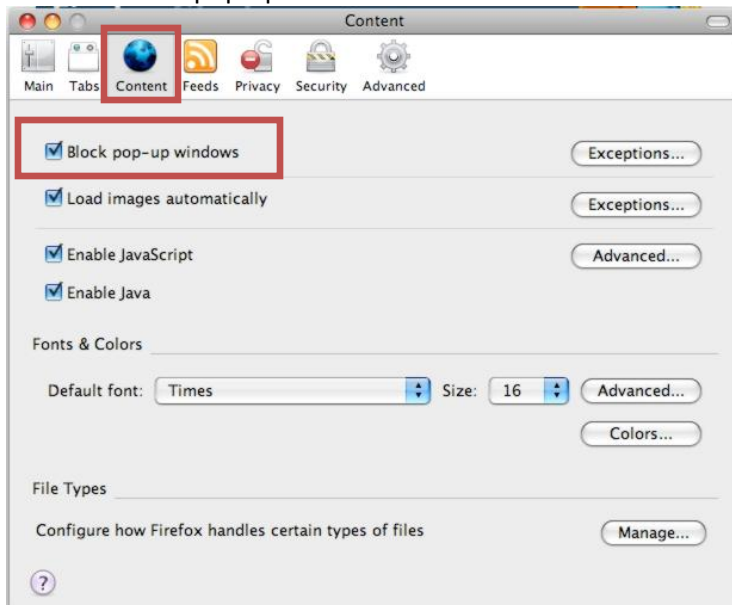 Content
Main Tabs Content Feeds Privacy Security Advanced
Block pop-up windows Exceptions...
Load images automatically Exceptions...
Enable JavaScript Advanced...
Enable Java
Fonts & Colors
Default font: Times Size: 16 Advanced...
Colors...
File Types
Configure how Firefox handles certain types of files Manage...
?